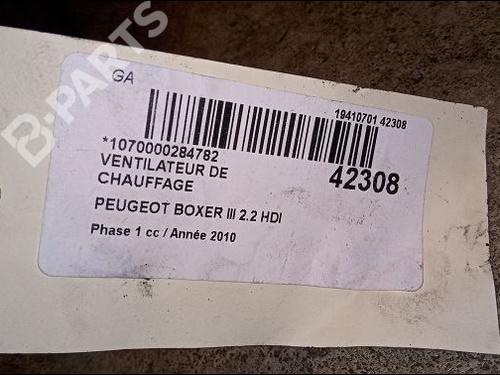 B-PARTS
GA
19410701 42308
*1070000284782
42308
VENTILATEUR DE
CHAUFFAGE
PEUGEOT BOXER III 2.2 HDI
Phase 1 cc / Année 2010